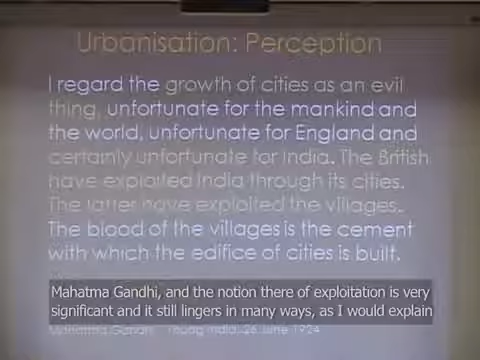 Urbanisation: Perception
I regard the growth of cities as an evil
thing, unfortunate for the mankind and
the world, unfortunate for England and
certainly unfortunate for India. The British
have exploited India through its cities.
The latter have exploited the villages.
The blood of the villages is the cement
with which the edifice of cities is built.
Mahatma Gandhi, and the notion there of exploitation is very
significant and it still lingers in many ways, as I would explain
Mahatma Gandhi Young India, 26 June 1924